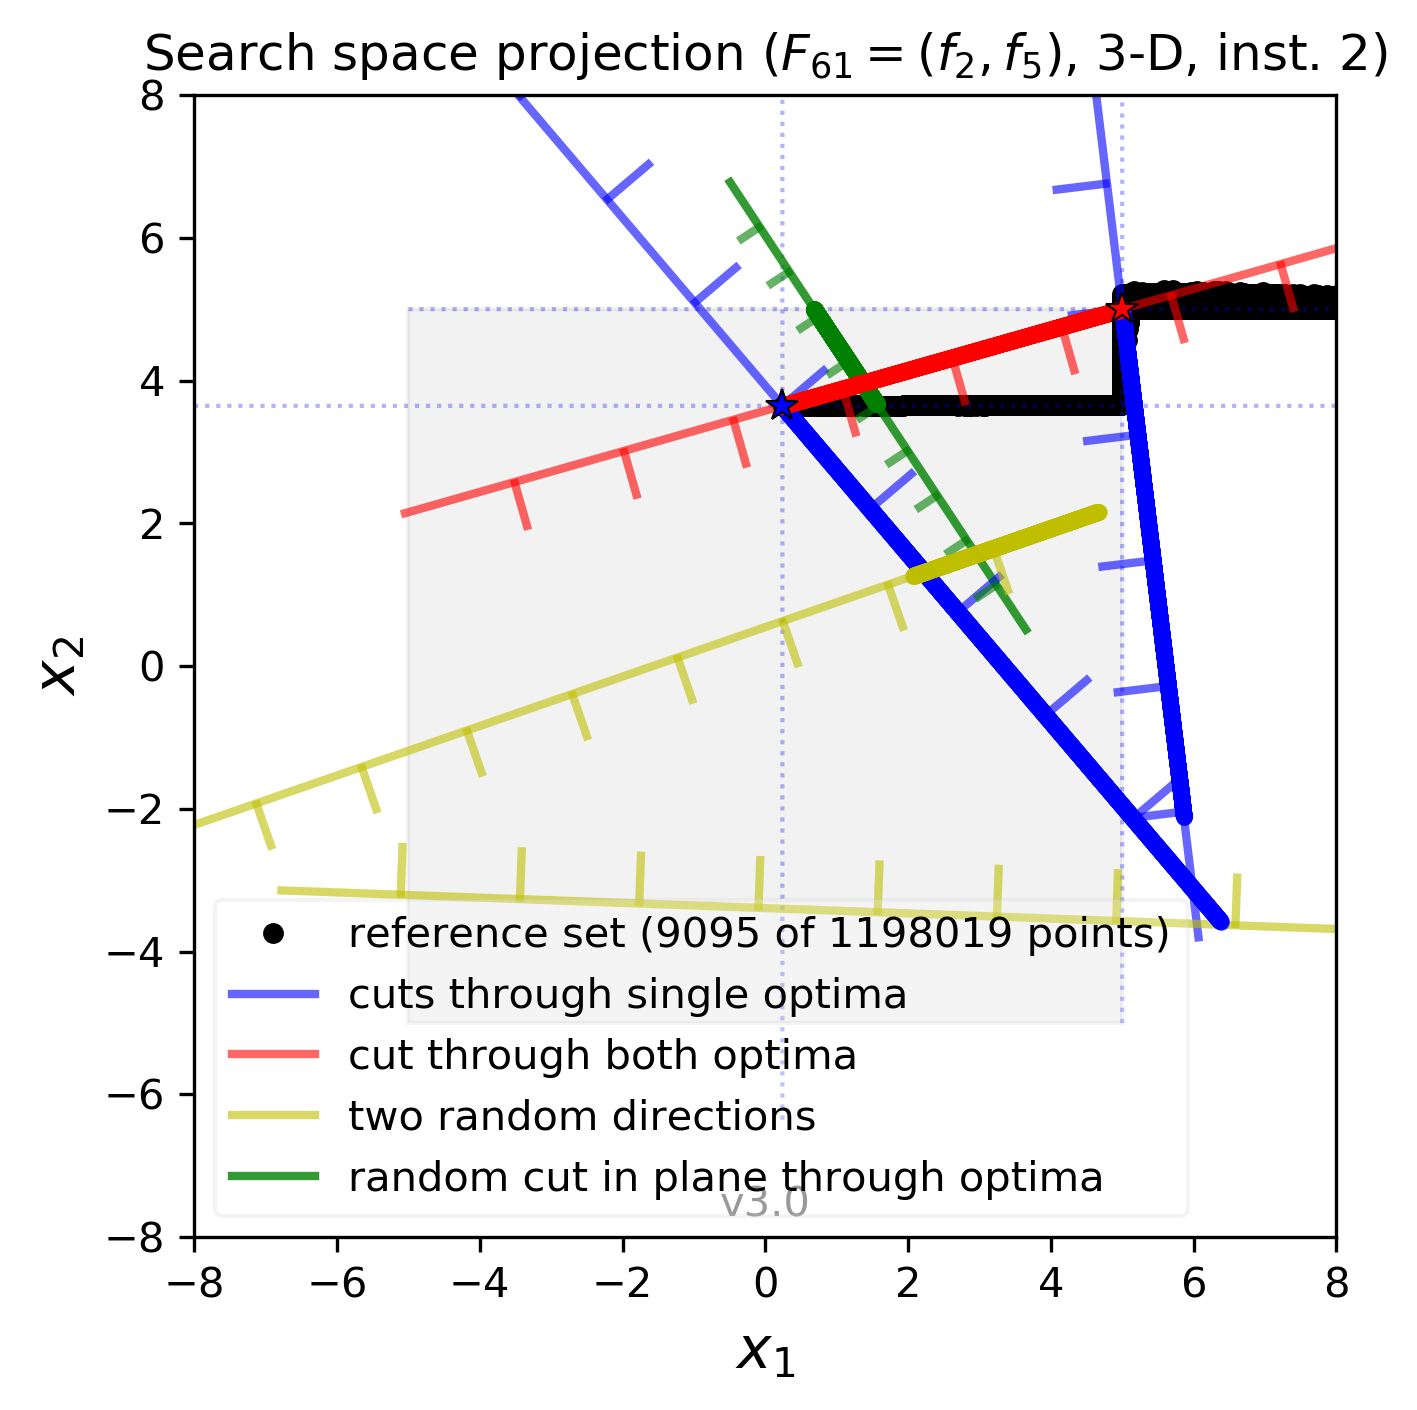 Search space projection (F₆₁ = (f₂, f₅), 3-D, inst. 2)
8
6
4
2
0
−2
−4
−6
−8
x₂
reference set (9095 of 1198019 points)
cuts through single optima
cut through both optima
two random directions
random cut in plane through optima
v3.0
−8 −6 −4 −2 0 2 4 6 8
x₁